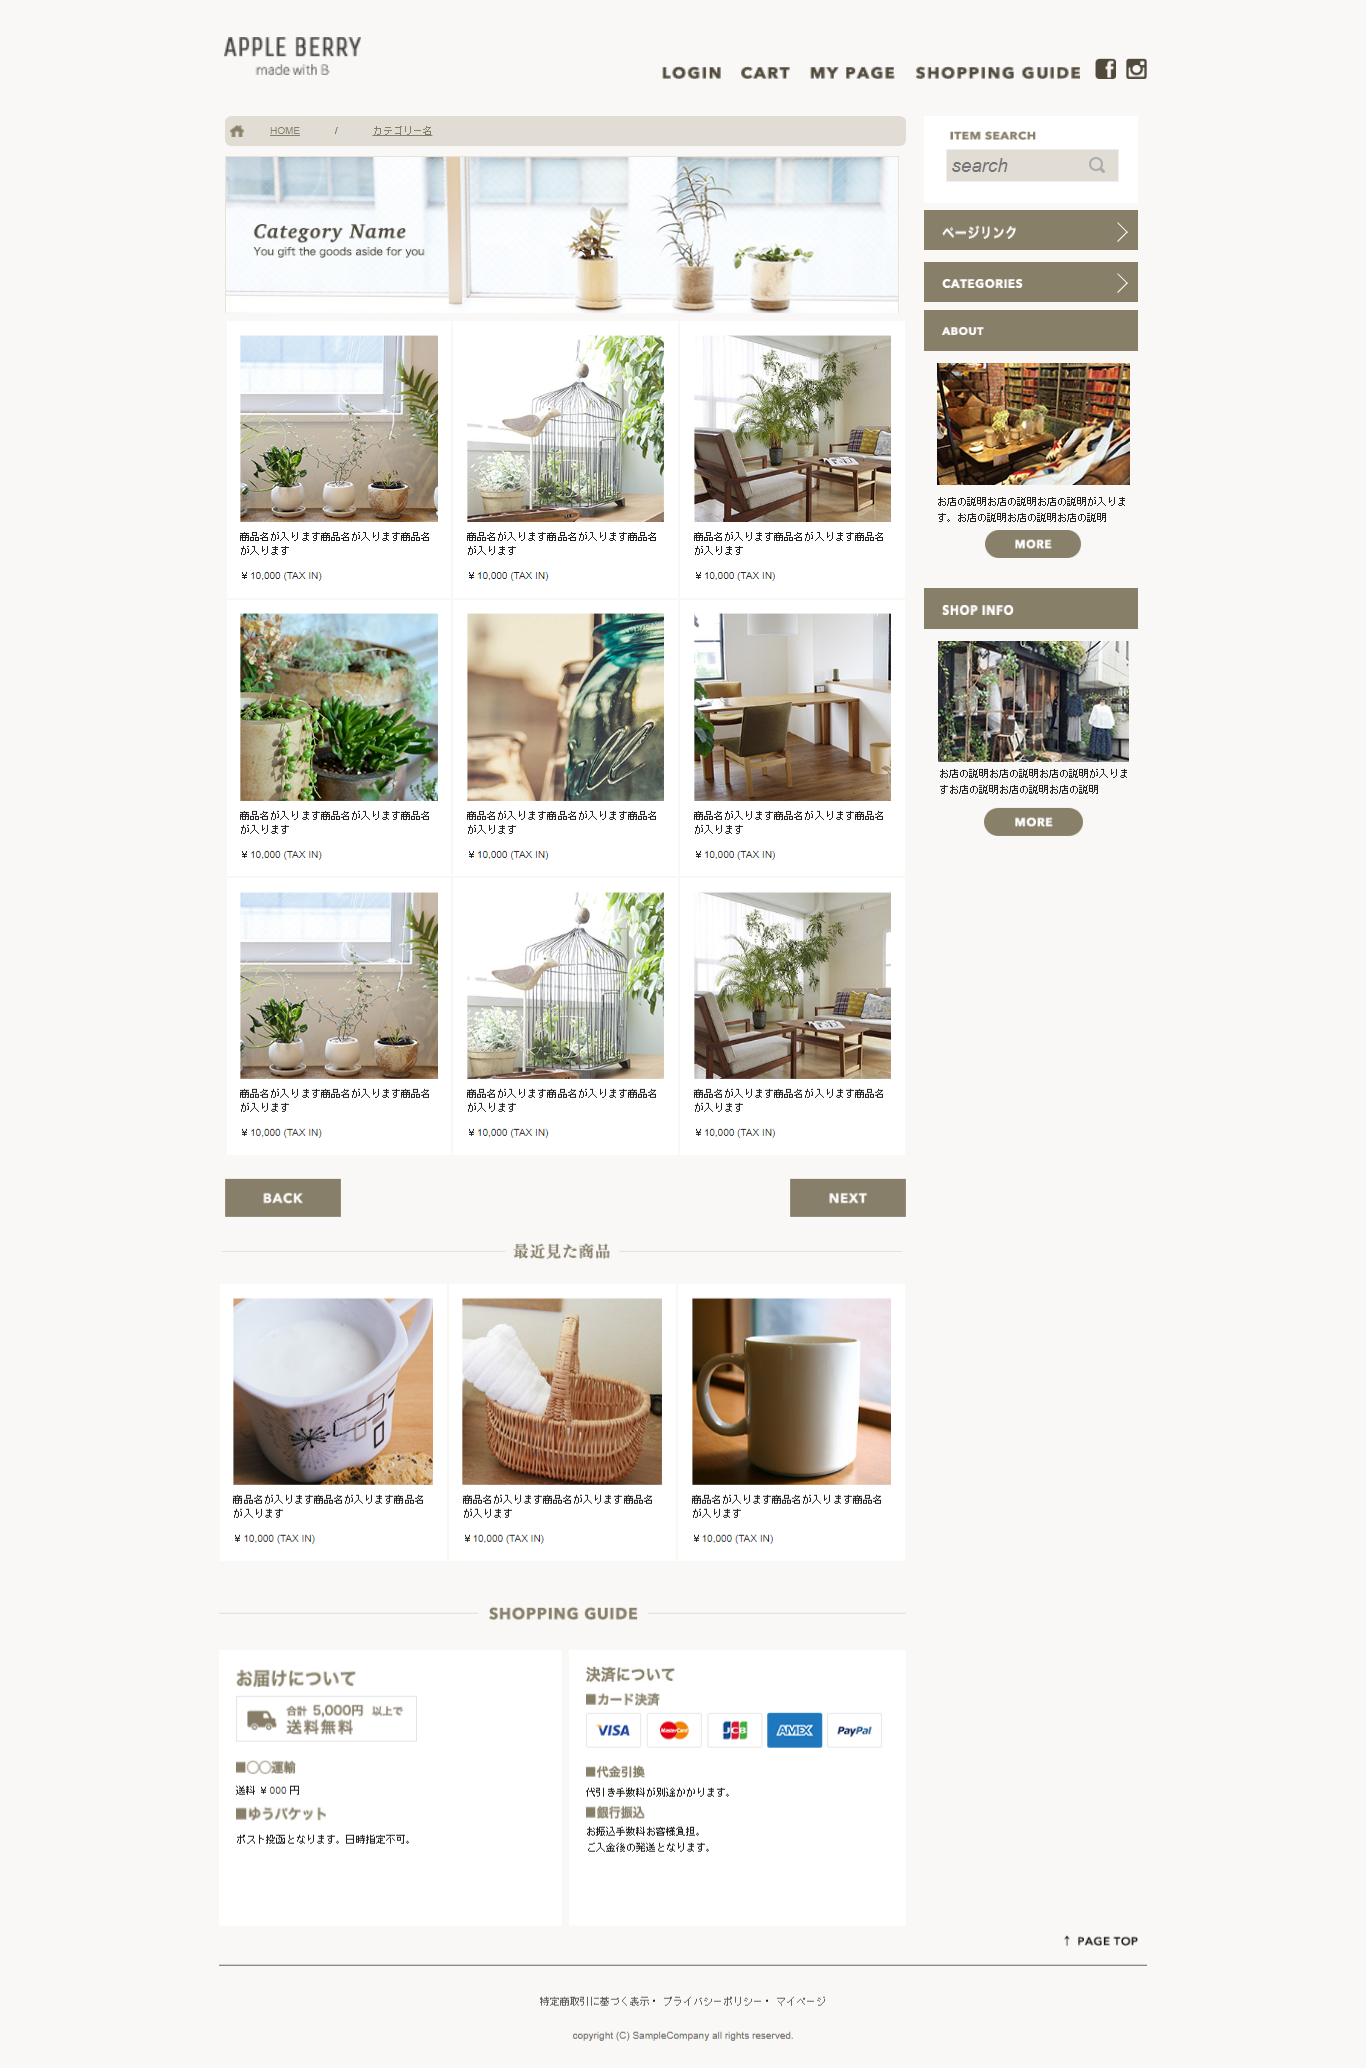 APPLE BERRY
made with B
LOGIN CART MY PAGE SHOPPING GUIDE
HOME / カテゴリー名
Category Name
You gift the goods aside for you
商品名が入ります商品名が入ります商品名
が入ります
¥ 10,000 (TAX IN)
商品名が入ります商品名が入ります商品名
が入ります
¥ 10,000 (TAX IN)
商品名が入ります商品名が入ります商品名
が入ります
¥ 10,000 (TAX IN)
商品名が入ります商品名が入ります商品名
が入ります
¥ 10,000 (TAX IN)
ill
商品名が入ります商品名が入ります商品名
が入ります
¥ 10,000 (TAX IN)
商品名が入ります商品名が入ります商品名
が入ります
¥ 10,000 (TAX IN)
商品名が入ります商品名が入ります商品名
が入ります
¥ 10,000 (TAX IN)
商品名が入ります商品名が入ります商品名
が入ります
¥ 10,000 (TAX IN)
商品名が入ります商品名が入ります商品名
が入ります
¥ 10,000 (TAX IN)
BACK
NEXT
ITEM SEARCH
search
ページリンク
CATEGORIES
ABOUT
お店の説明お店の説明お店の説明が入りま
す。お店の説明お店の説明お店の説明
MORE
SHOP INFO
お店の説明お店の説明お店の説明が入りま
すお店の説明お店の説明お店の説明
MORE
最近見た商品
商品名が入ります商品名が入ります商品名
が入ります
¥ 10,000 (TAX IN)
商品名が入ります商品名が入ります商品名
が入ります
¥ 10,000 (TAX IN)
商品名が入ります商品名が入ります商品名
が入ります
¥ 10,000 (TAX IN)
SHOPPING GUIDE
お届けについて
合計 5,000円 以上で
送料無料
■〇〇運輸
送料 ¥ 000 円
■ゆうパケット
ポスト投函となります。日時指定不可。
決済について
■カード決済
VISA MasterCard JCB AMEX PayPal
■代金引換
代引き手数料が別途かかります。
■銀行振込
お振込手数料お客様負担。
ご入金後の発送となります。
↑ PAGE TOP
特定商取引に基づく表示・ プライバシーポリシー・ マイページ
copyright (C) SampleCompany all rights reserved.